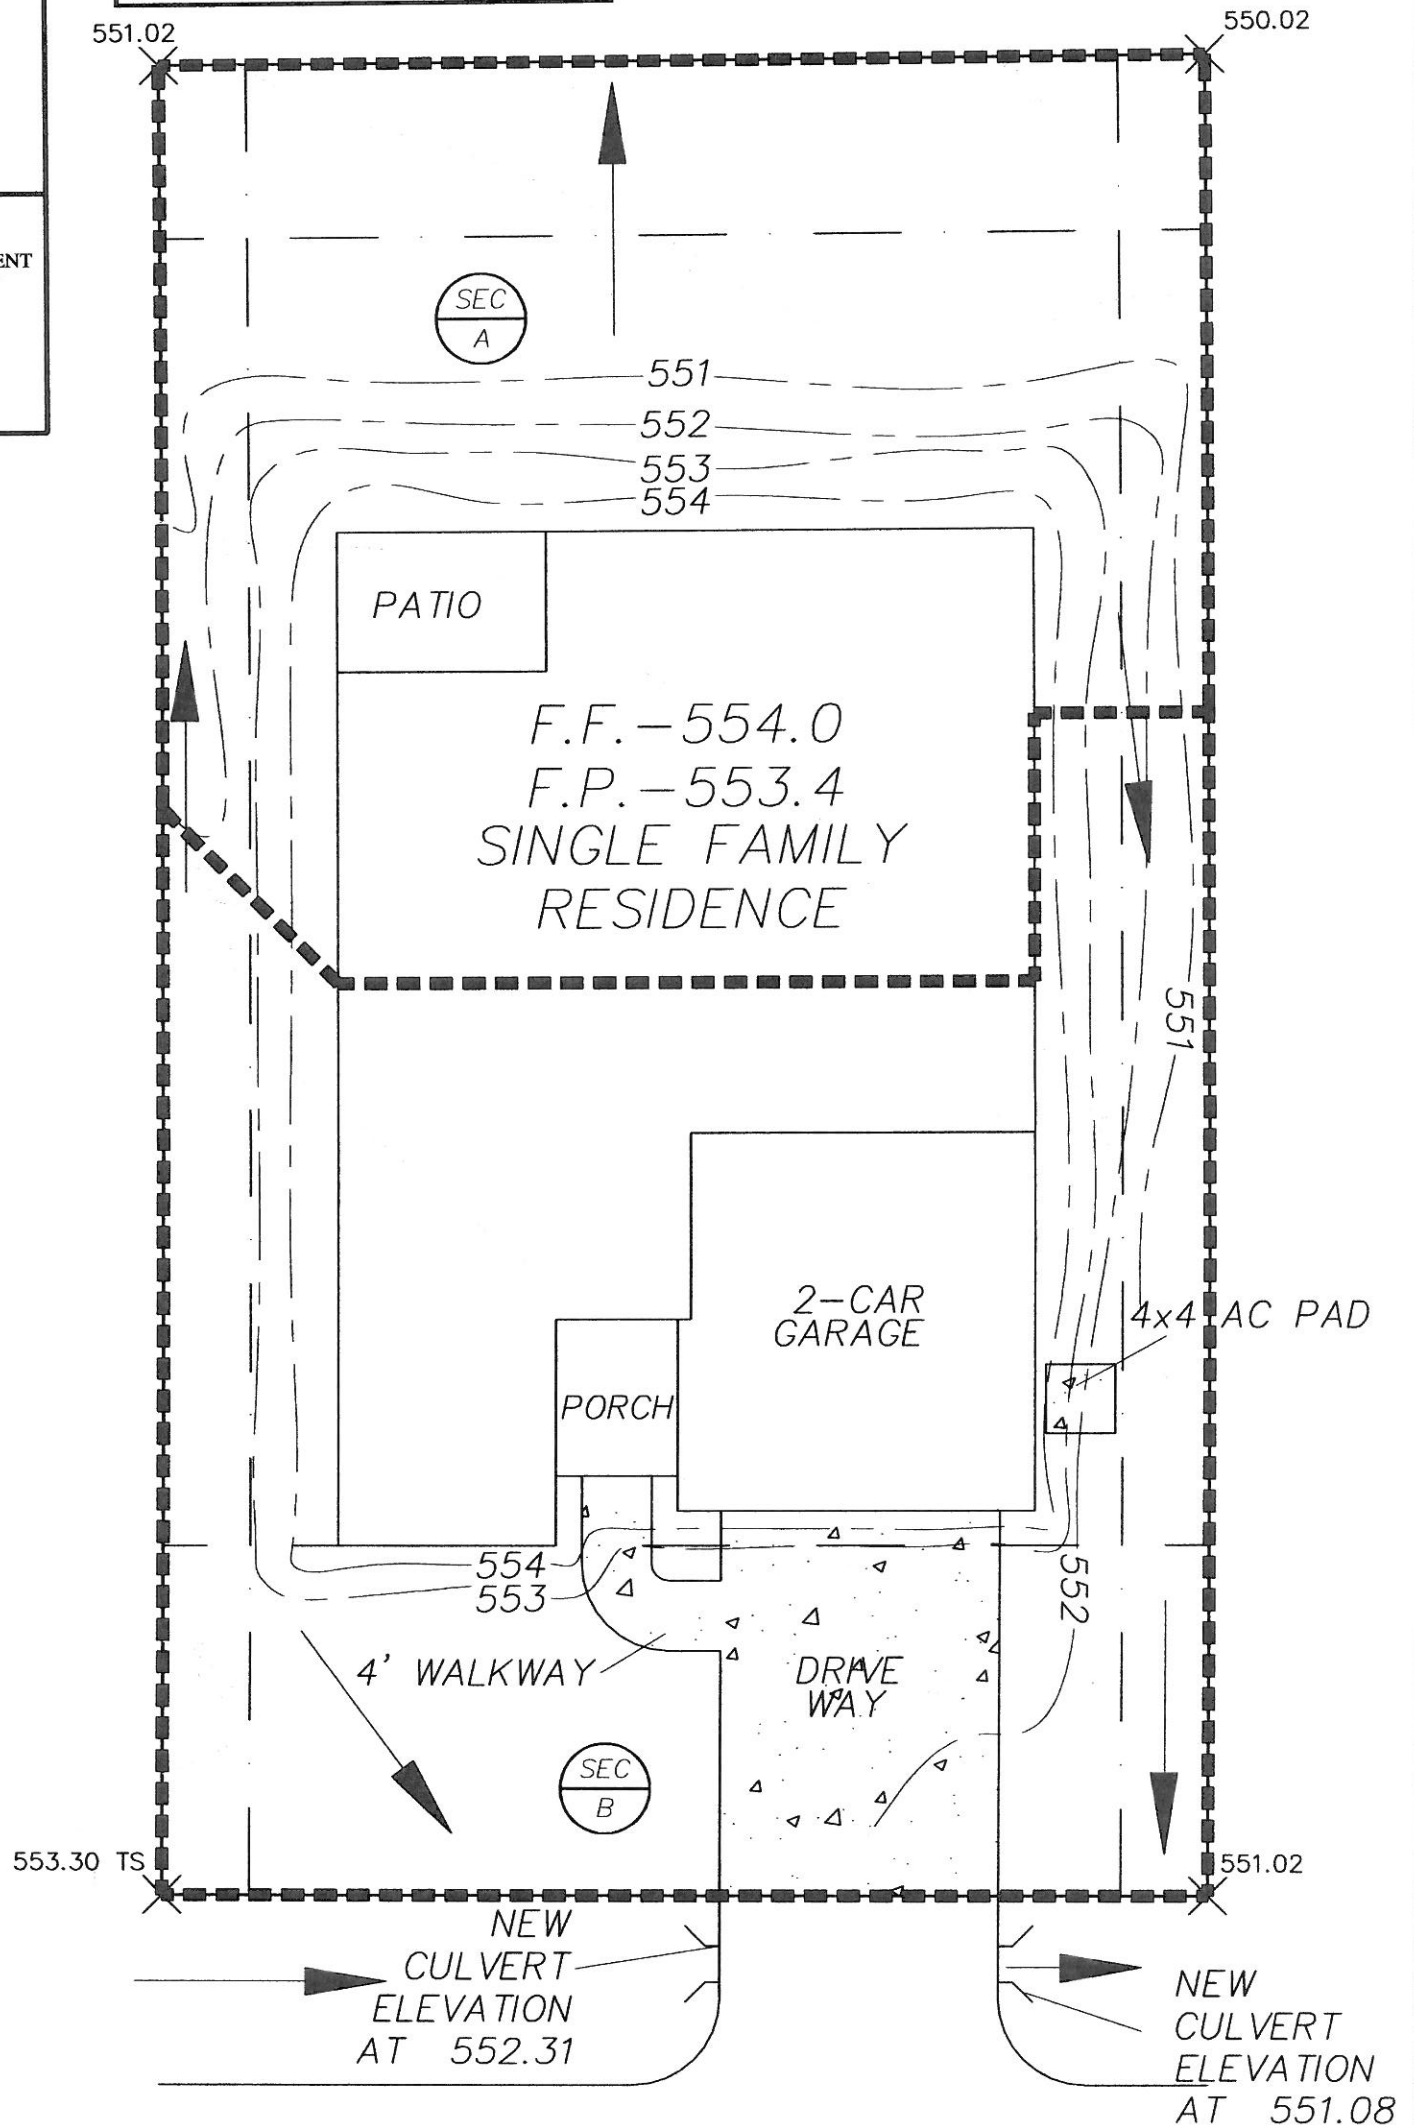 551.02
550.02
ENT
SEC
A
551
552
553
554
PATIO
F.F.-554.0
F.P.-553.4
SINGLE FAMILY
RESIDENCE
551
2-CAR
GARAGE
4x4 AC PAD
PORCH
554
553
552
4' WALKWAY
DRIVE
WAY
SEC
B
553.30 TS
551.02
NEW
CULVERT
ELEVATION
AT 552.31
NEW
CULVERT
ELEVATION
AT 551.08